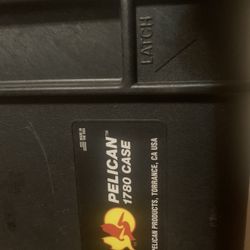 LATCH
PELICAN™
1780 CASE
PELICAN PRODUCTS, TORRANCE, CA USA